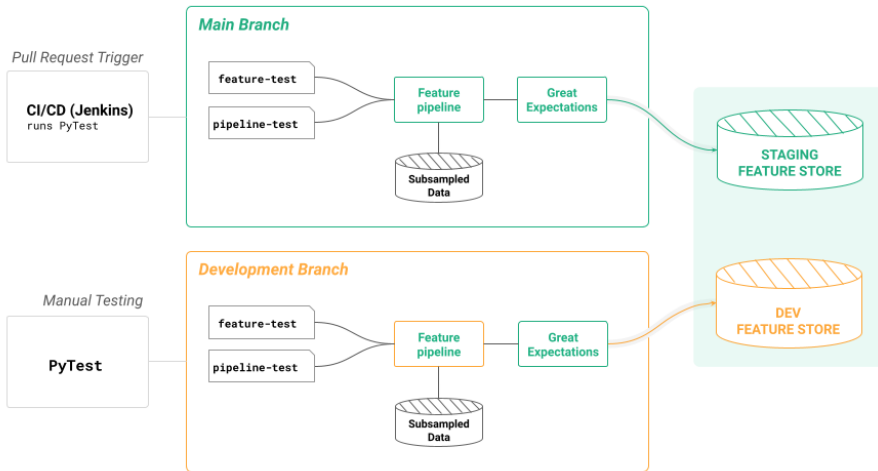 Main Branch
Pull Request Trigger
CI/CD (Jenkins)
runs PyTest
feature-test
pipeline-test
Feature
pipeline
Great
Expectations
Subsampled
Data
STAGING
FEATURE STORE
Development Branch
Manual Testing
PyTest
feature-test
pipeline-test
Feature
pipeline
Great
Expectations
Subsampled
Data
DEV
FEATURE STORE